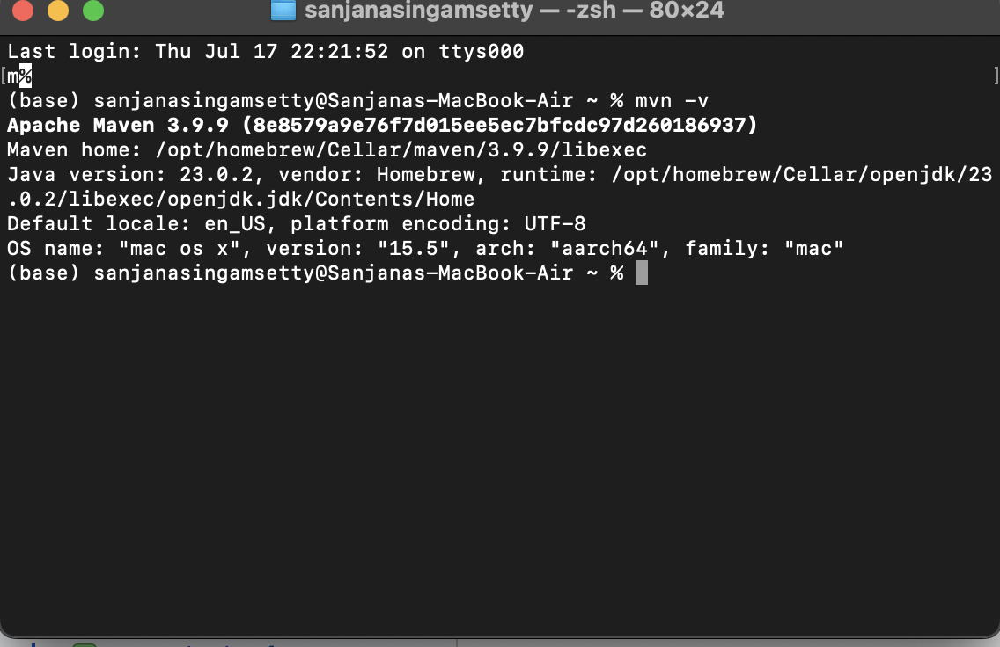 sanjanasingamsetty — -zsh — 80×24
Last login: Thu Jul 17 22:21:52 on ttys000
[m% ]
(base) sanjanasingamsetty@Sanjanas-MacBook-Air ~ % mvn -v
Apache Maven 3.9.9 (8e8579a9e76f7d015ee5ec7bfcdc97d260186937)
Maven home: /opt/homebrew/Cellar/maven/3.9.9/libexec
Java version: 23.0.2, vendor: Homebrew, runtime: /opt/homebrew/Cellar/openjdk/23
.0.2/libexec/openjdk.jdk/Contents/Home
Default locale: en_US, platform encoding: UTF-8
OS name: "mac os x", version: "15.5", arch: "aarch64", family: "mac"
(base) sanjanasingamsetty@Sanjanas-MacBook-Air ~ %